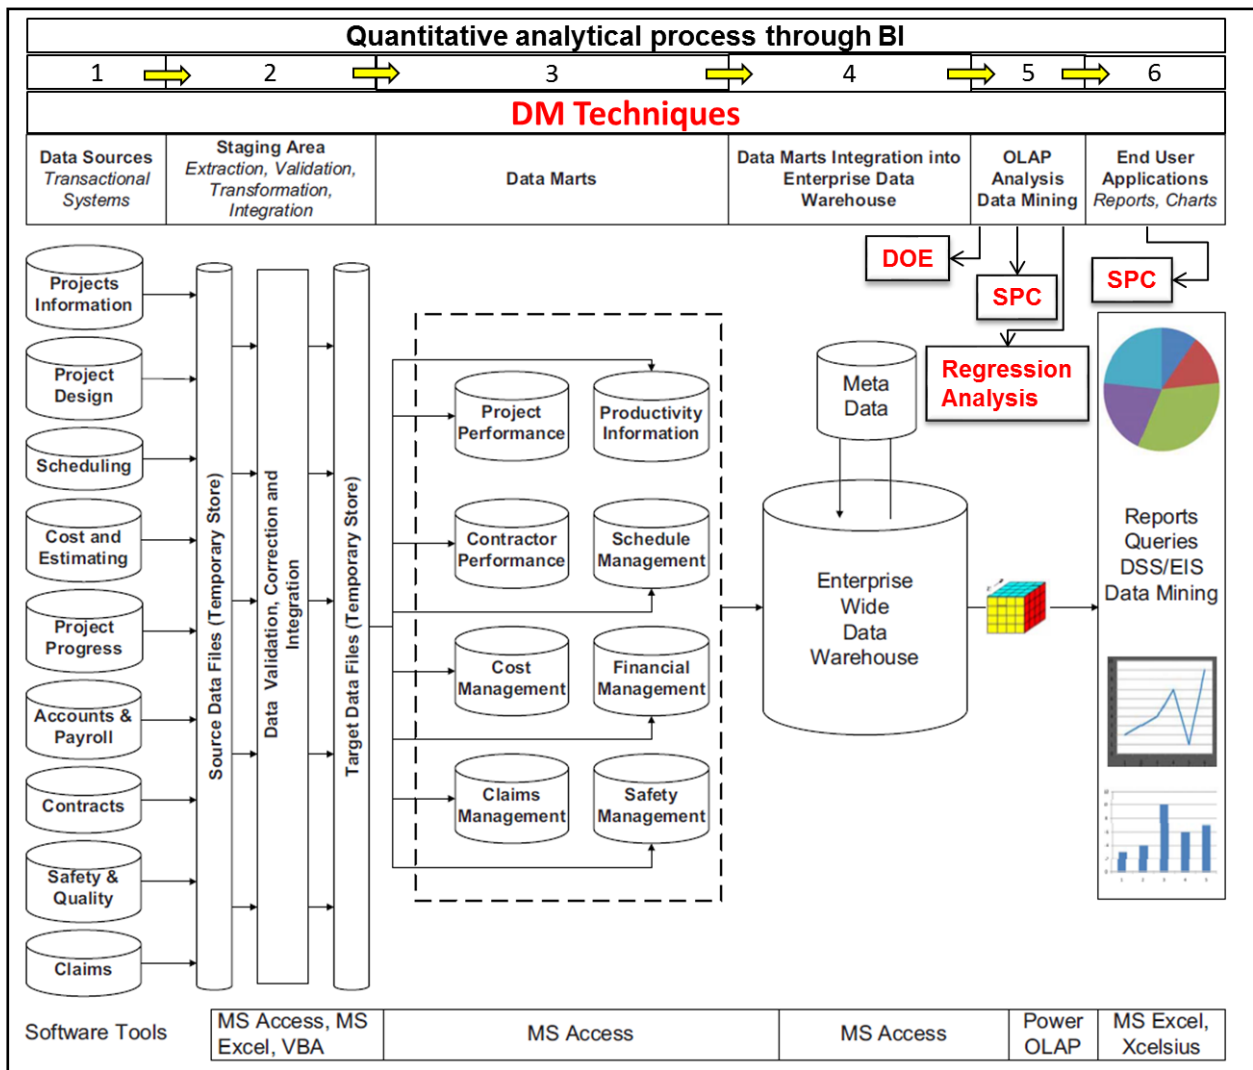 Quantitative analytical process through BI
1
2
3
4
5
6
DM Techniques
Data Sources
Transactional
Systems
Staging Area
Extraction, Validation,
Transformation,
Integration
Data Marts
Data Marts Integration into
Enterprise Data
Warehouse
OLAP
Analysis
Data Mining
End User
Applications
Reports, Charts
DOE
SPC
SPC
Regression
Analysis
Projects
Information
Project
Design
Scheduling
Cost and
Estimating
Project
Progress
Accounts &
Payroll
Contracts
Safety &
Quality
Claims
Source Data Files (Temporary Store)
Data Validation, Correction and
Integration
Target Data Files (Temporary Store)
Project
Performance
Productivity
Information
Contractor
Performance
Schedule
Management
Cost
Management
Financial
Management
Claims
Management
Safety
Management
Meta
Data
Enterprise
Wide
Data
Warehouse
Reports
Queries
DSS/EIS
Data Mining
Software Tools
MS Access, MS
Excel, VBA
MS Access
MS Access
Power
OLAP
MS Excel,
Xcelsius